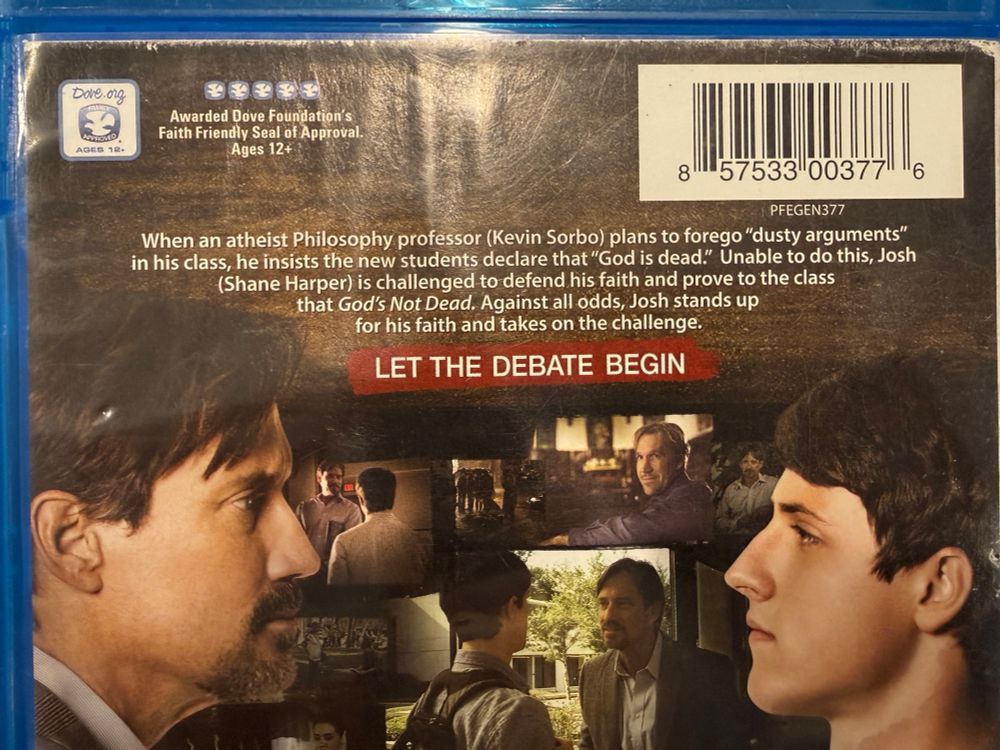 Dove.org
FAMILY
APPROVED
AGES 12+
Awarded Dove Foundation's
Faith Friendly Seal of Approval.
Ages 12+
8 57533 00377 6
PFEGEN377
When an atheist Philosophy professor (Kevin Sorbo) plans to forego “dusty arguments”
in his class, he insists the new students declare that “God is dead.” Unable to do this, Josh
(Shane Harper) is challenged to defend his faith and prove to the class
that God's Not Dead. Against all odds, Josh stands up
for his faith and takes on the challenge.
LET THE DEBATE BEGIN